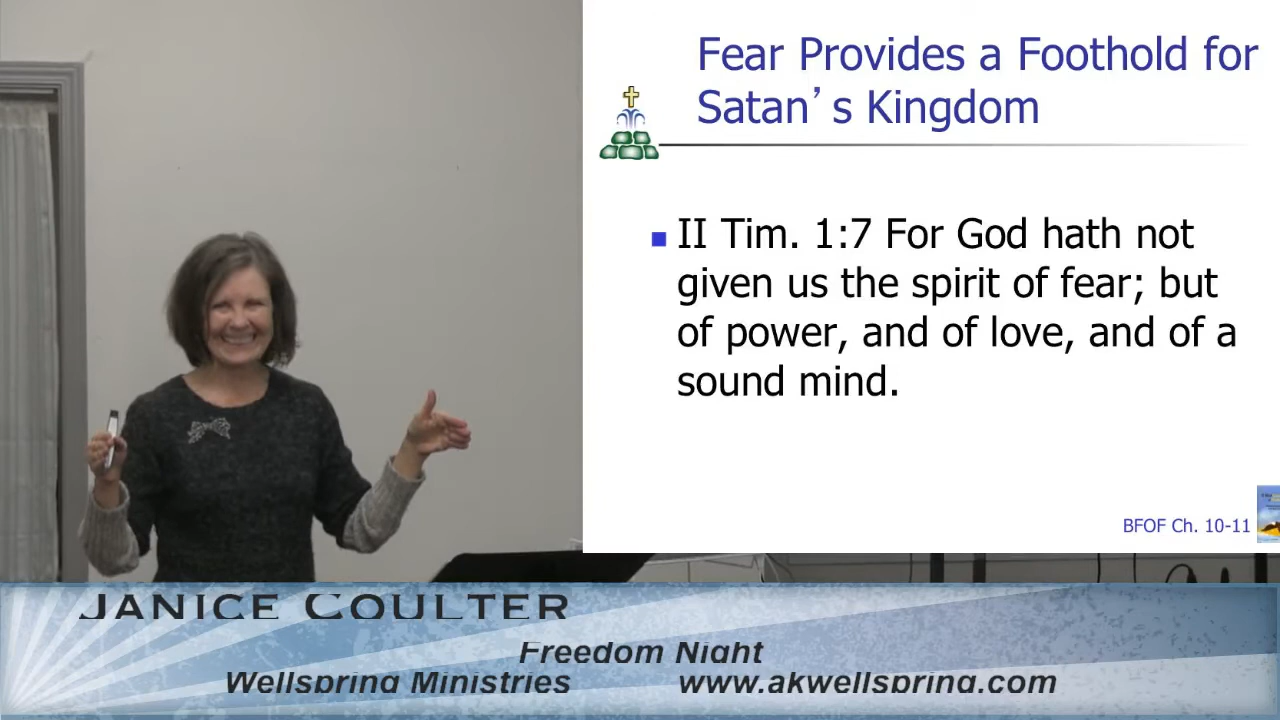 Fear Provides a Foothold for
Satan's Kingdom
II Tim. 1:7 For God hath not
given us the spirit of fear; but
of power, and of love, and of a
sound mind.
BFOF Ch. 10-11
JANICE COULTER
Freedom Night
Wellspring Ministries www.akwellspring.com